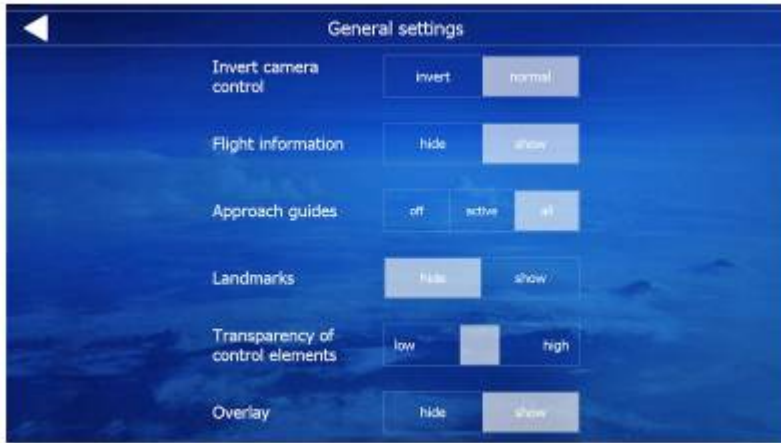 General settings
Invert camera
control
invert normal
Flight information
hide show
Approach guides
off active all
Landmarks
hide show
Transparency of
control elements
low high
Overlay
hide show